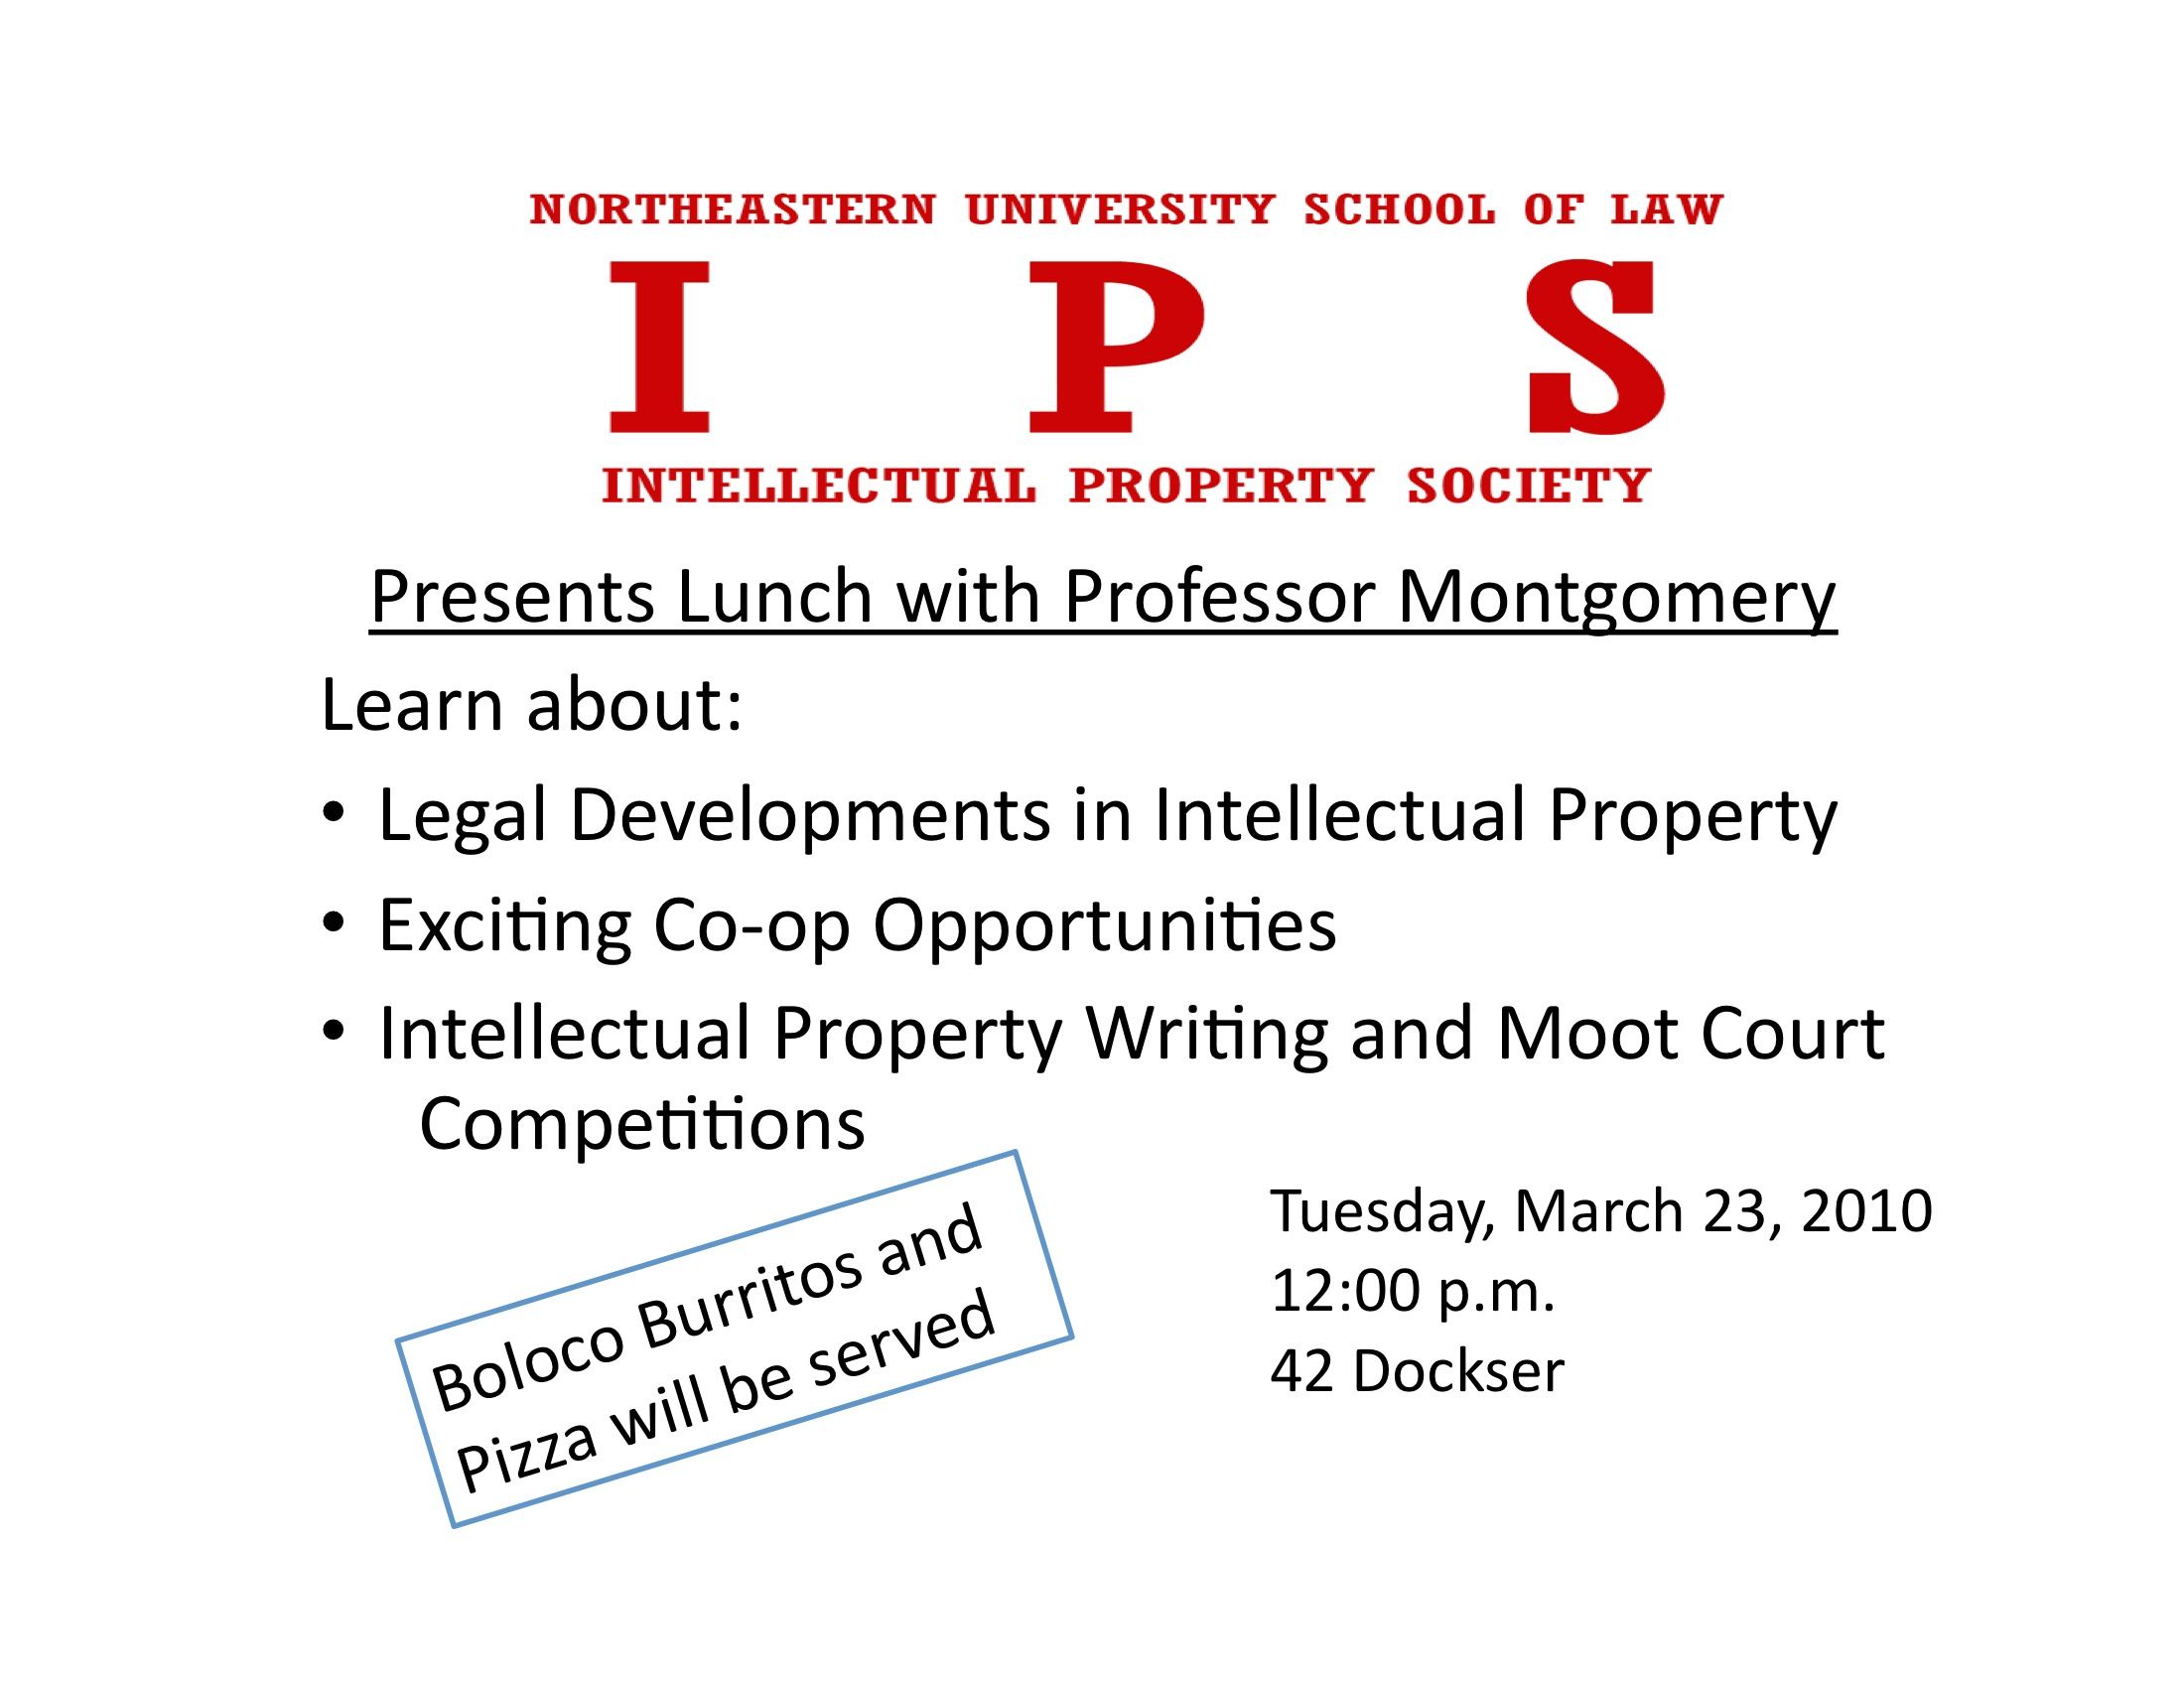 NORTHEASTERN UNIVERSITY SCHOOL OF LAW
I P S
INTELLECTUAL PROPERTY SOCIETY
Presents Lunch with Professor Montgomery
Learn about:
• Legal Developments in Intellectual Property
• Exciting Co-op Opportunities
• Intellectual Property Writing and Moot Court
Competitions
Boloco Burritos and
Pizza will be served
Tuesday, March 23, 2010
12:00 p.m.
42 Dockser